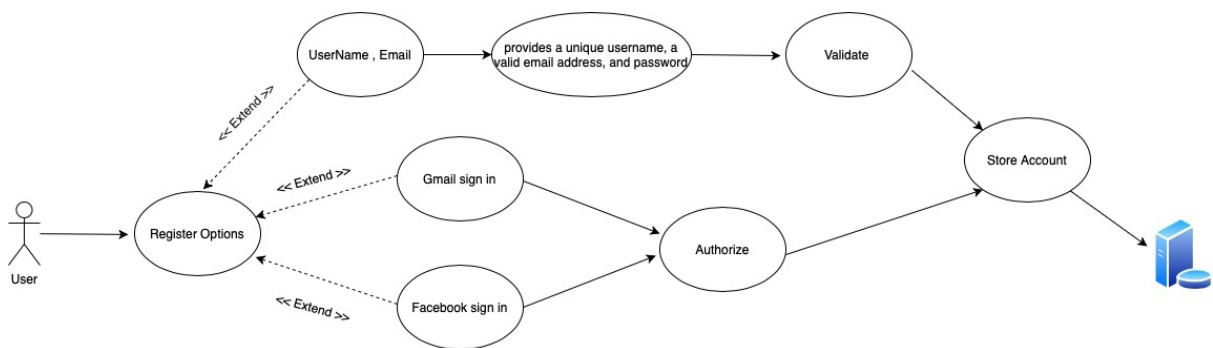 UserName , Email
provides a unique username, a
valid email address, and password
Validate
<< Extend >>
Store Account
<< Extend >>
Gmail sign in
Register Options
Authorize
User
<< Extend >>
Facebook sign in